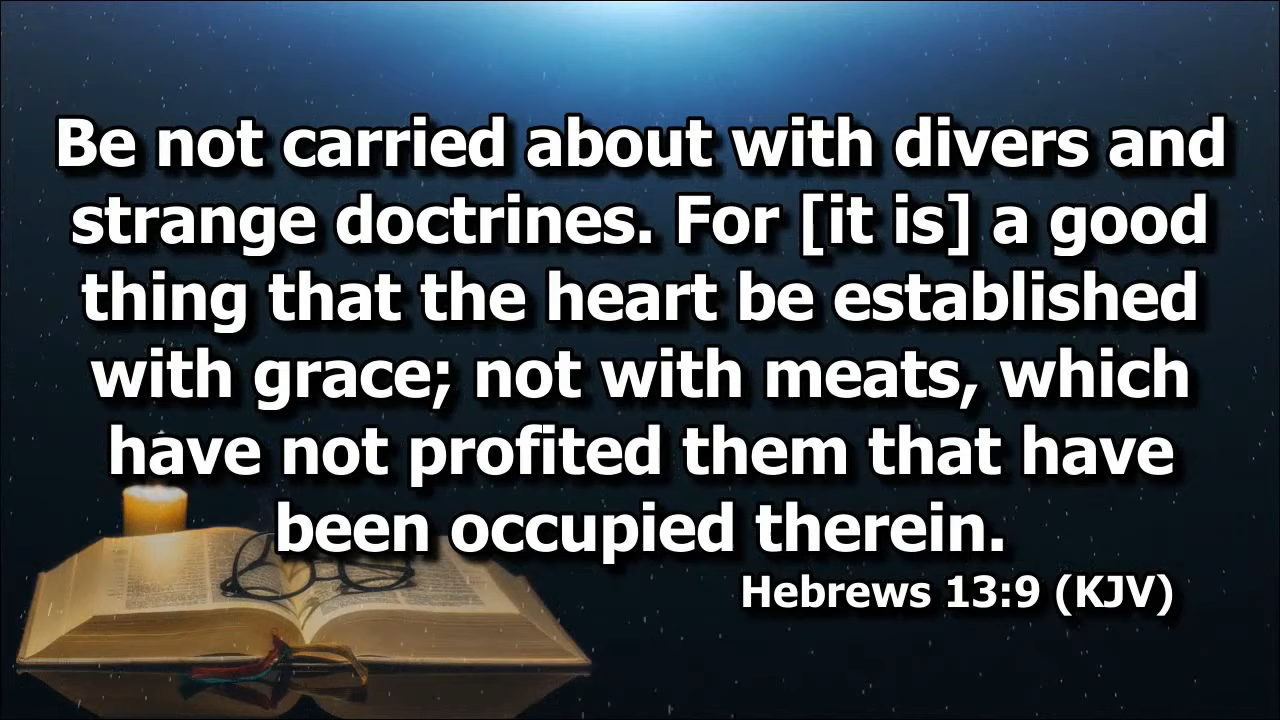 Be not carried about with divers and
strange doctrines. For [it is] a good
thing that the heart be established
with grace; not with meats, which
have not profited them that have
been occupied therein.
Hebrews 13:9 (KJV)